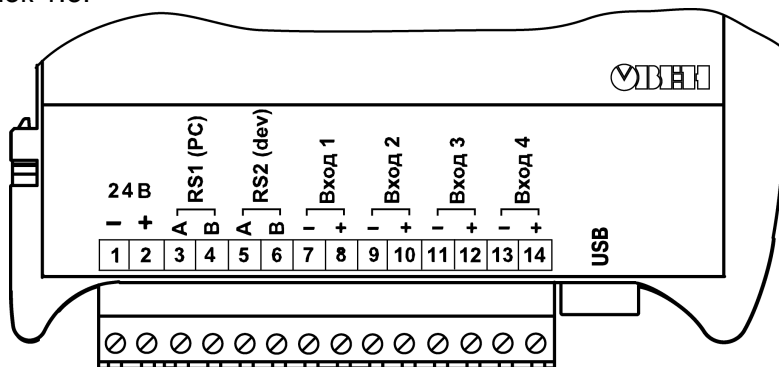 ОВЕН
RS1 (PC)
RS2 (dev)
Вход 1
Вход 2
Вход 3
Вход 4
24 В
− + A B A B − + − + − + − +
1 2 3 4 5 6 7 8 9 10 11 12 13 14
USB